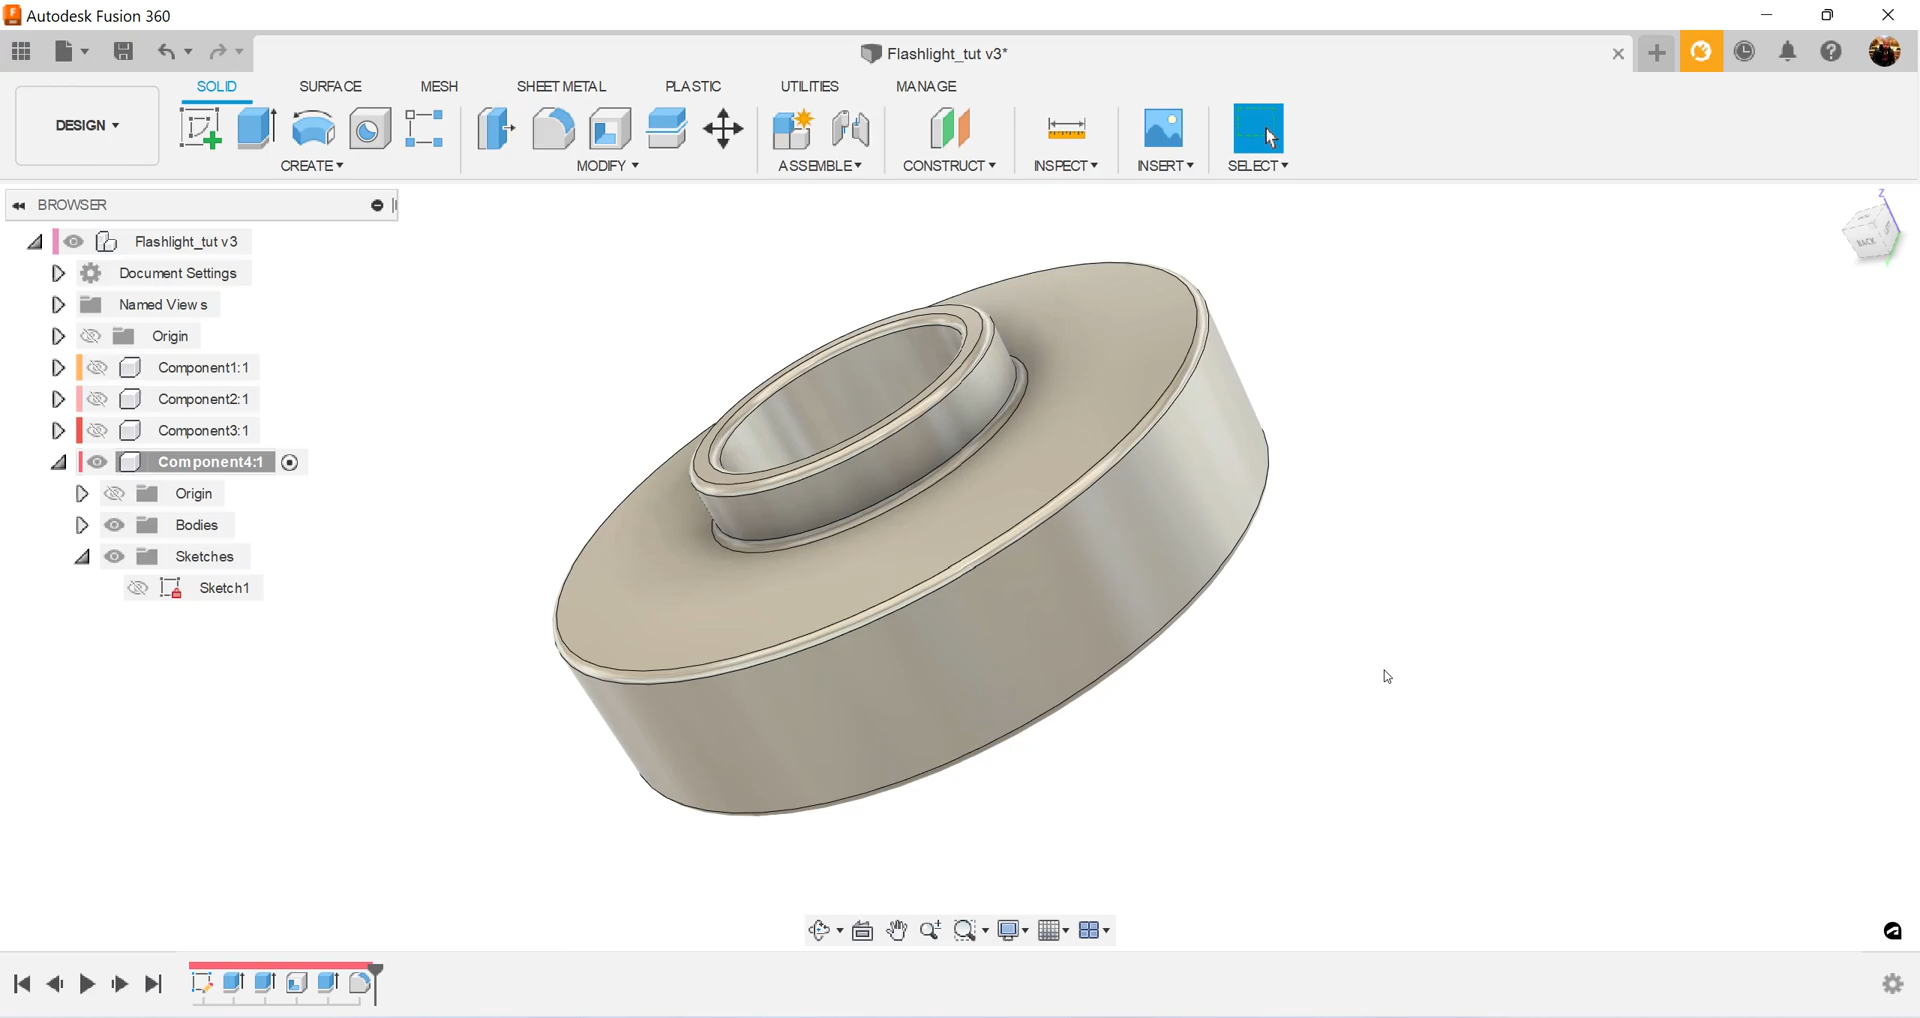 Autodesk Fusion 360
Flashlight_tut v3*
SOLID SURFACE MESH SHEET METAL PLASTIC UTILITIES MANAGE
DESIGN
CREATE MODIFY ASSEMBLE CONSTRUCT INSPECT INSERT SELECT
BROWSER
Flashlight_tut v3
Document Settings
Named Views
Origin
Component1:1
Component2:1
Component3:1
Component4:1
Origin
Bodies
Sketches
Sketch1
Z
BACK